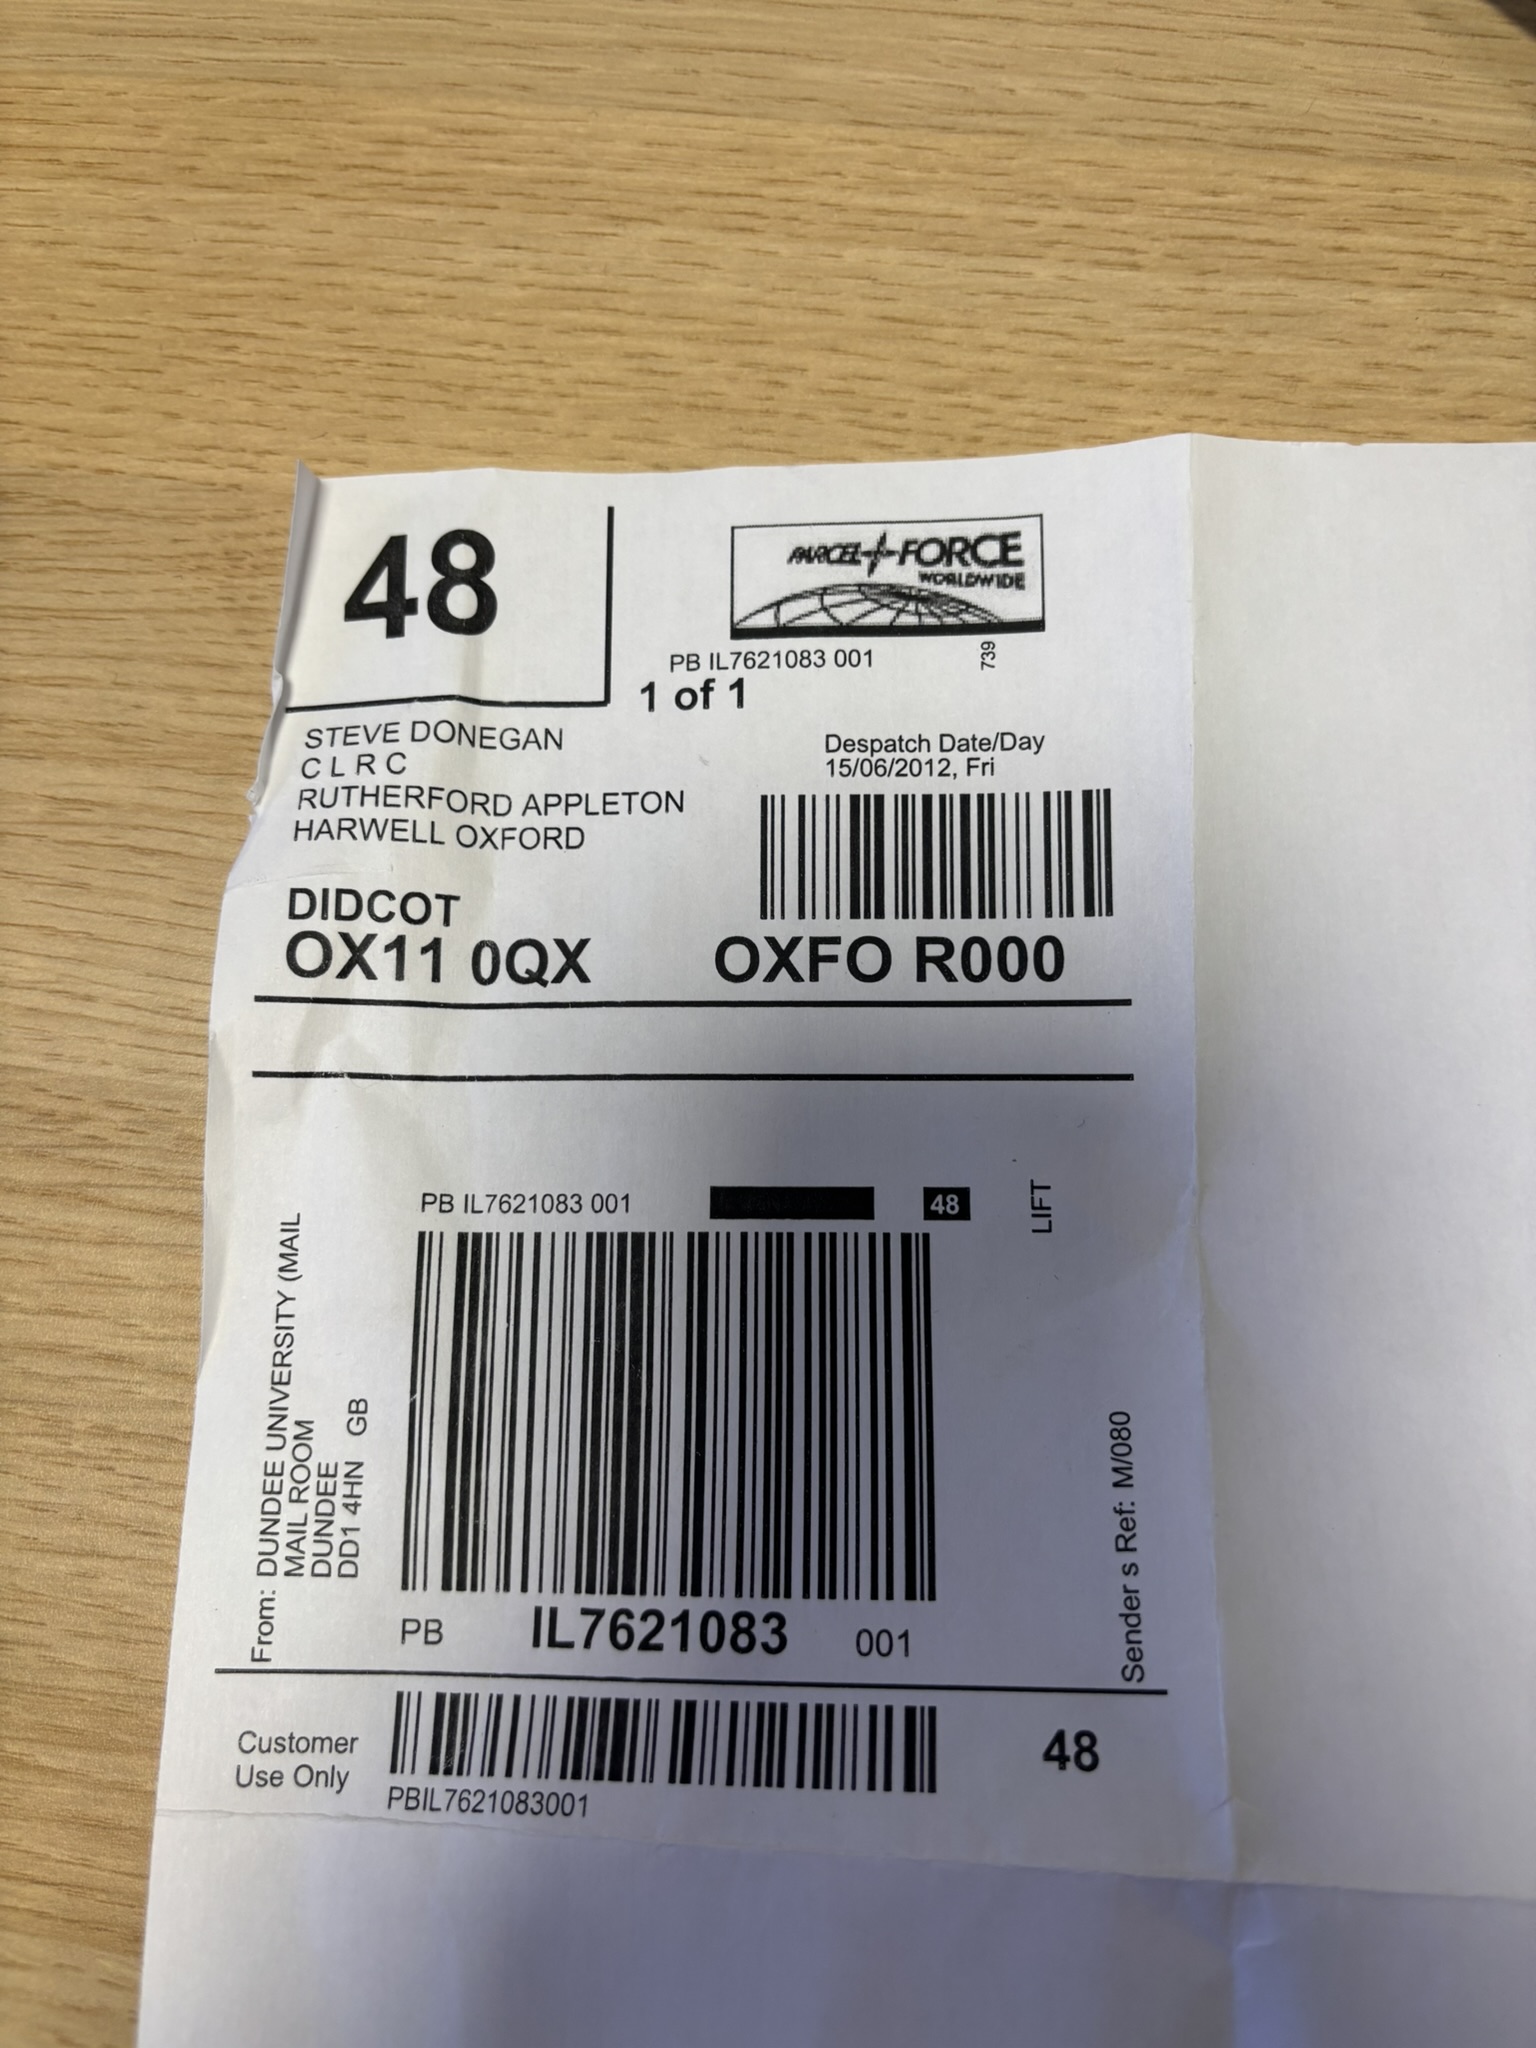 48
PARCEL FORCE
WORLDWIDE
PB IL7621083 001
739
1 of 1
STEVE DONEGAN
C L R C
RUTHERFORD APPLETON
HARWELL OXFORD
Despatch Date/Day
15/06/2012, Fri
DIDCOT
OX11 0QX
OXFO R000
PB IL7621083 001
48
LIFT
From: DUNDEE UNIVERSITY (MAIL
MAIL ROOM
DUNDEE
DD1 4HN GB
Sender s Ref: M/080
PB IL7621083 001
Customer
Use Only
PBIL7621083001
48